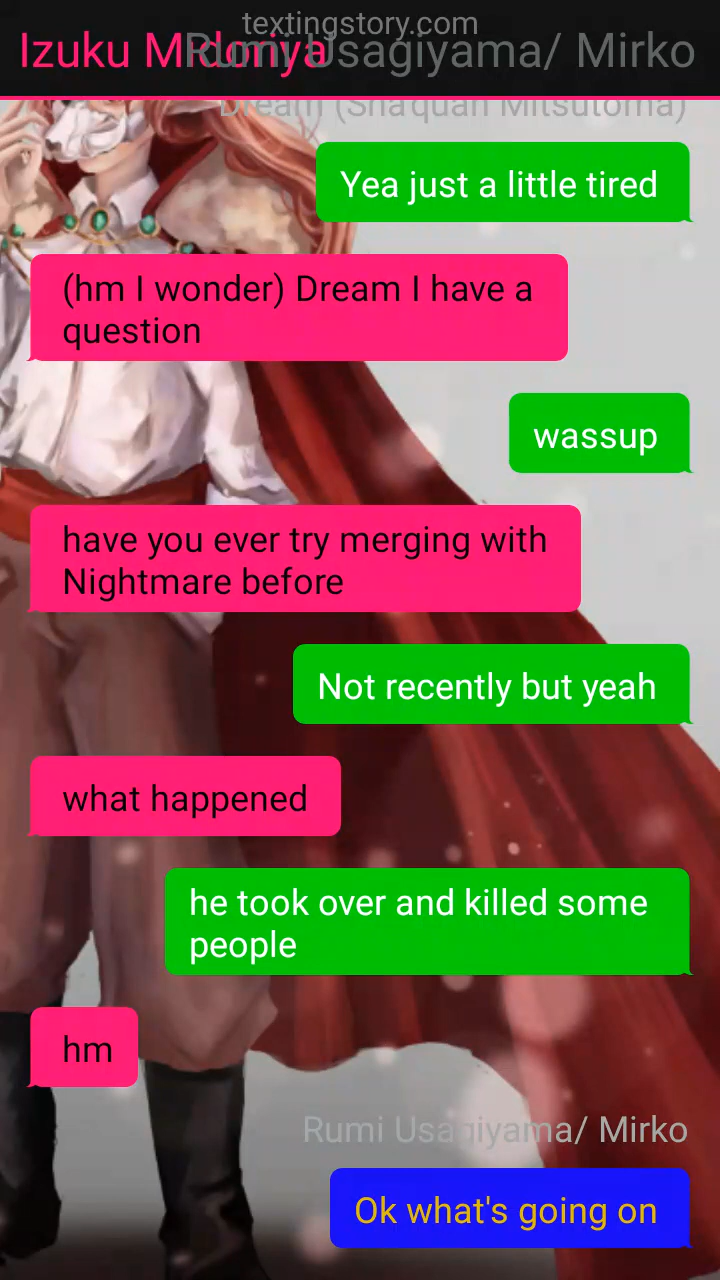 textingstory.com
Izuku Midoriya
Rumi Usagiyama/ Mirko
Dream (Sha'quan Mitsutoma)
Yea just a little tired
(hm I wonder) Dream I have a
question
wassup
have you ever try merging with
Nightmare before
Not recently but yeah
what happened
he took over and killed some
people
hm
Rumi Usagiyama/ Mirko
Ok what's going on